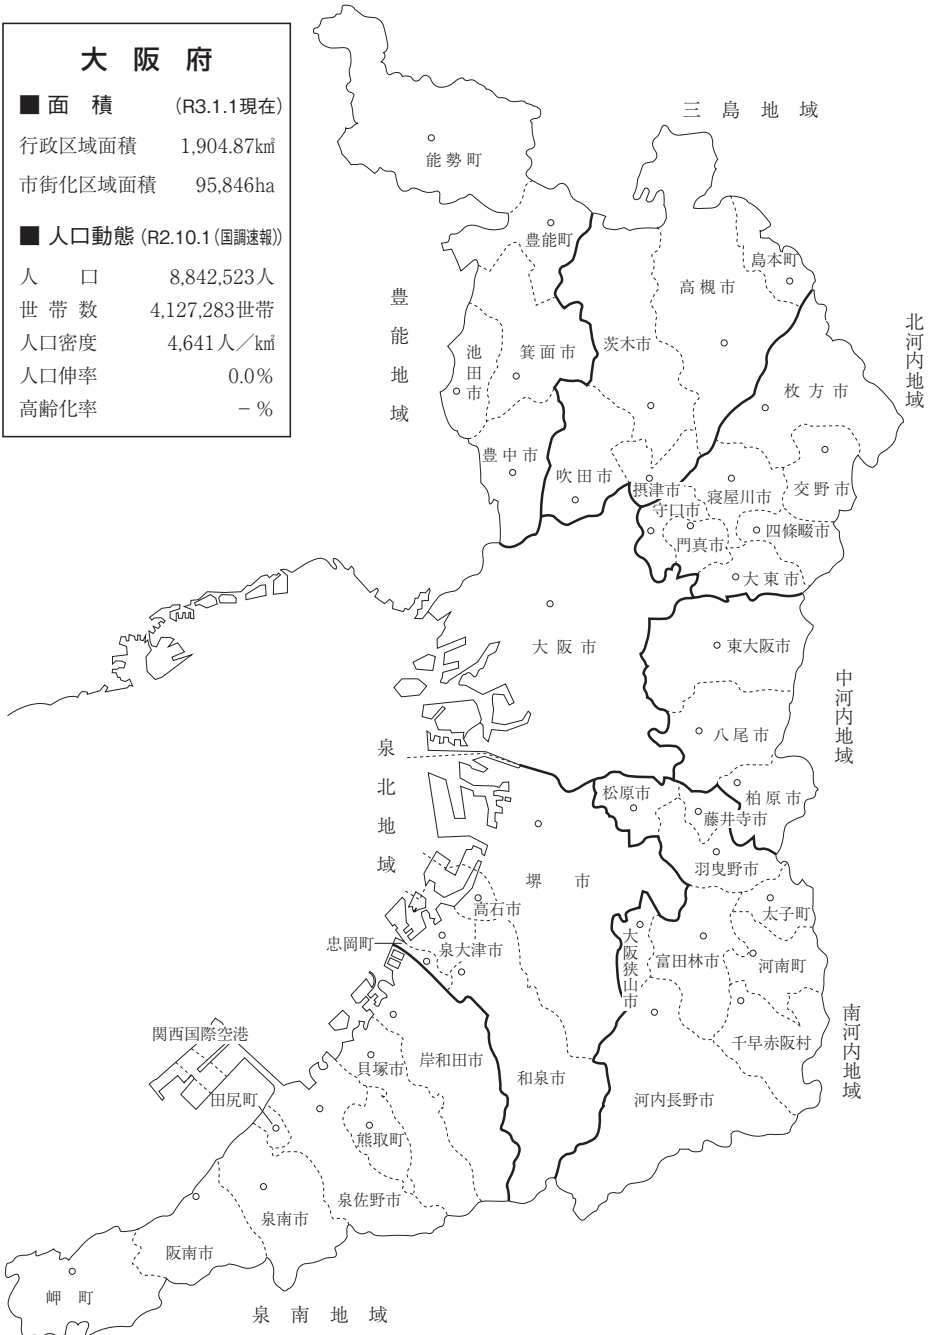 大阪府
■ 面 積 (R3.1.1現在)
行政区域面積 1,904.87㎢
市街化区域面積 95,846ha
■ 人口動態 (R2.10.1(国調速報))
人 口 8,842,523人
世帯数 4,127,283世帯
人口密度 4,641人／㎢
人口伸率 0.0%
高齢化率 －%
三島地域
能勢町
豊能町
島本町
高槻市
豊能地域
北河内地域
茨木市
箕面市
池田市
枚方市
豊中市
吹田市
摂津市
寝屋川市
交野市
守口市
門真市
四條畷市
大東市
大阪市
東大阪市
中河内地域
八尾市
泉北地域
松原市
柏原市
藤井寺市
羽曳野市
堺市
高石市
太子町
忠岡町
泉大津市
大阪狭山市
富田林市
河南町
南河内地域
関西国際空港
千早赤阪村
岸和田市
貝塚市
和泉市
田尻町
河内長野市
熊取町
泉佐野市
泉南市
阪南市
岬町
泉南地域